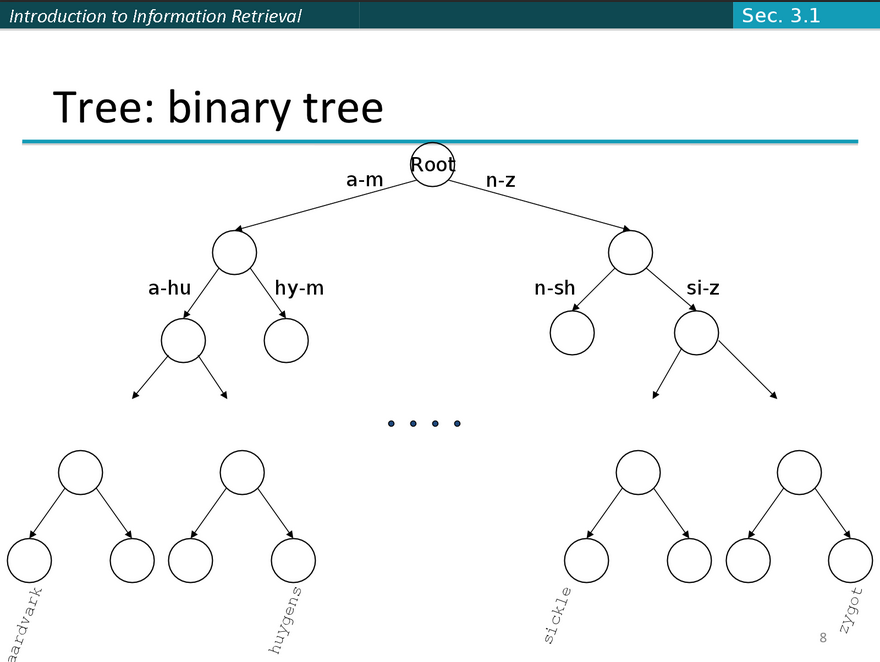 Introduction to Information Retrieval
Sec. 3.1
Tree: binary tree
Root
a-m
n-z
a-hu
hy-m
n-sh
si-z
aardvark
huygens
sickle
zygot
8